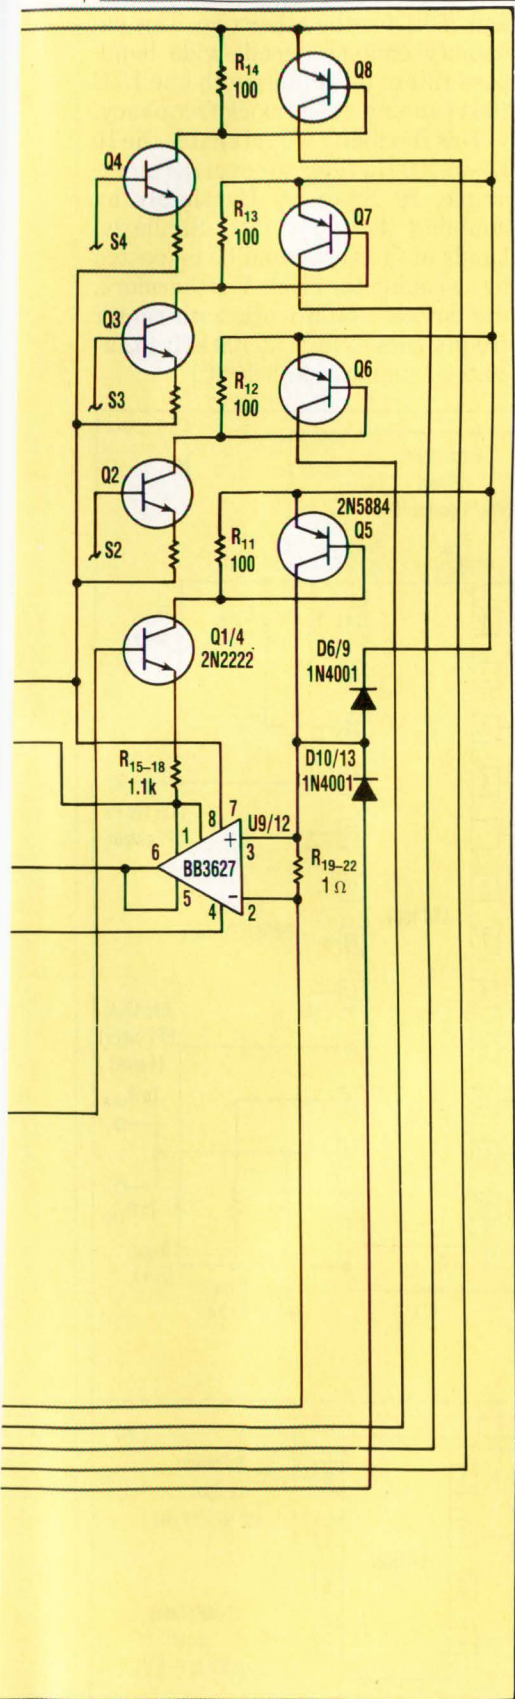 R14
100
Q8
Q4
S4
R13
100
Q7
Q3
S3
R12
100
Q6
Q2
S2
R11
100
2N5884
Q5
Q1/4
2N2222
D6/9
1N4001
R15–18
1.1k
D10/13
1N4001
7
8
1
U9/12
+
3
6
BB3627
R19–22
1 Ω
5
4
−
2